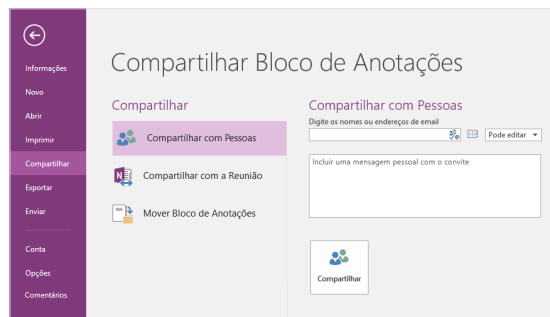 Informações
Novo
Abrir
Imprimir
Compartilhar
Exportar
Enviar
Conta
Opções
Comentários
Compartilhar Bloco de Anotações
Compartilhar
Compartilhar com Pessoas
N
Compartilhar com a Reunião
Mover Bloco de Anotações
Compartilhar com Pessoas
Digite os nomes ou endereços de email
Pode editar
Incluir uma mensagem pessoal com o convite
Compartilhar